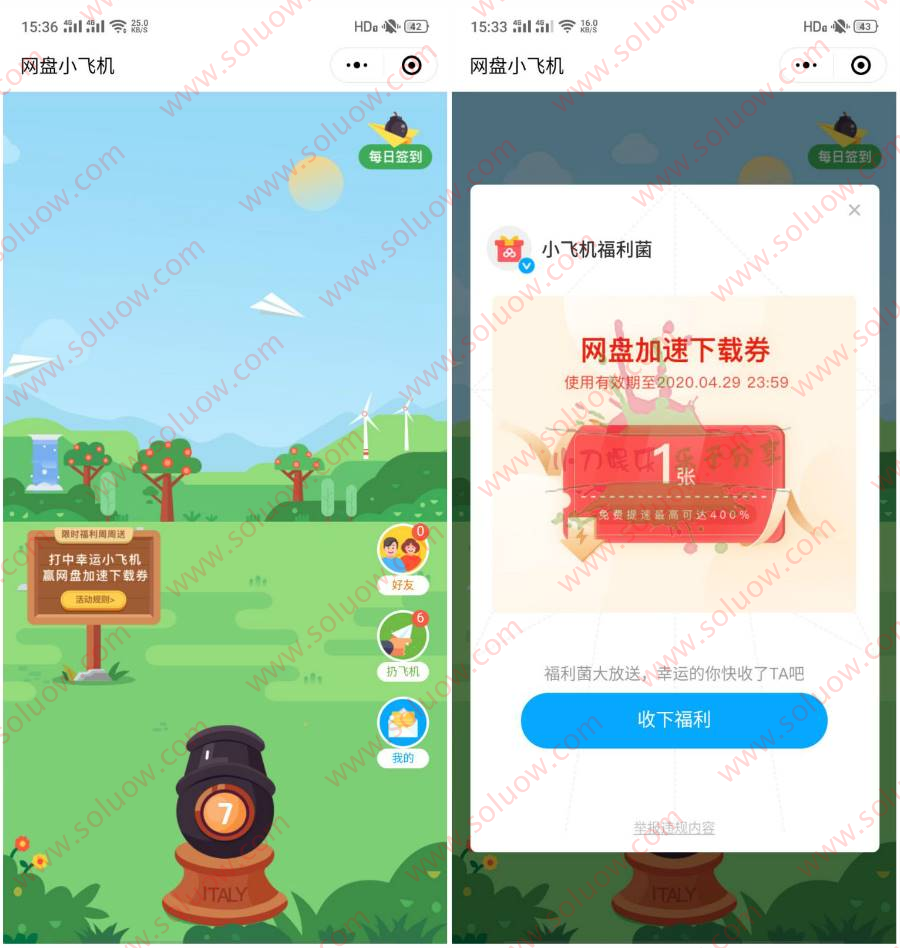 15:36 4G 4G 25.0 KB/S HD 42
网盘小飞机
每日签到
限时福利周周送
打中幸运小飞机
赢网盘加速下载券
活动规则>
0
好友
6
扔飞机
我的
7
ITALY
15:33 4G 4G 16.0 KB/S HD 43
网盘小飞机
每日签到
小飞机福利菌
网盘加速下载券
使用有效期至2020.04.29 23:59
小刀娱乐 乐于分享
1张
免费提速最高可达400%
福利菌大放送，幸运的你快收了TA吧
收下福利
举报违规内容
ITALY
www.soluow.com